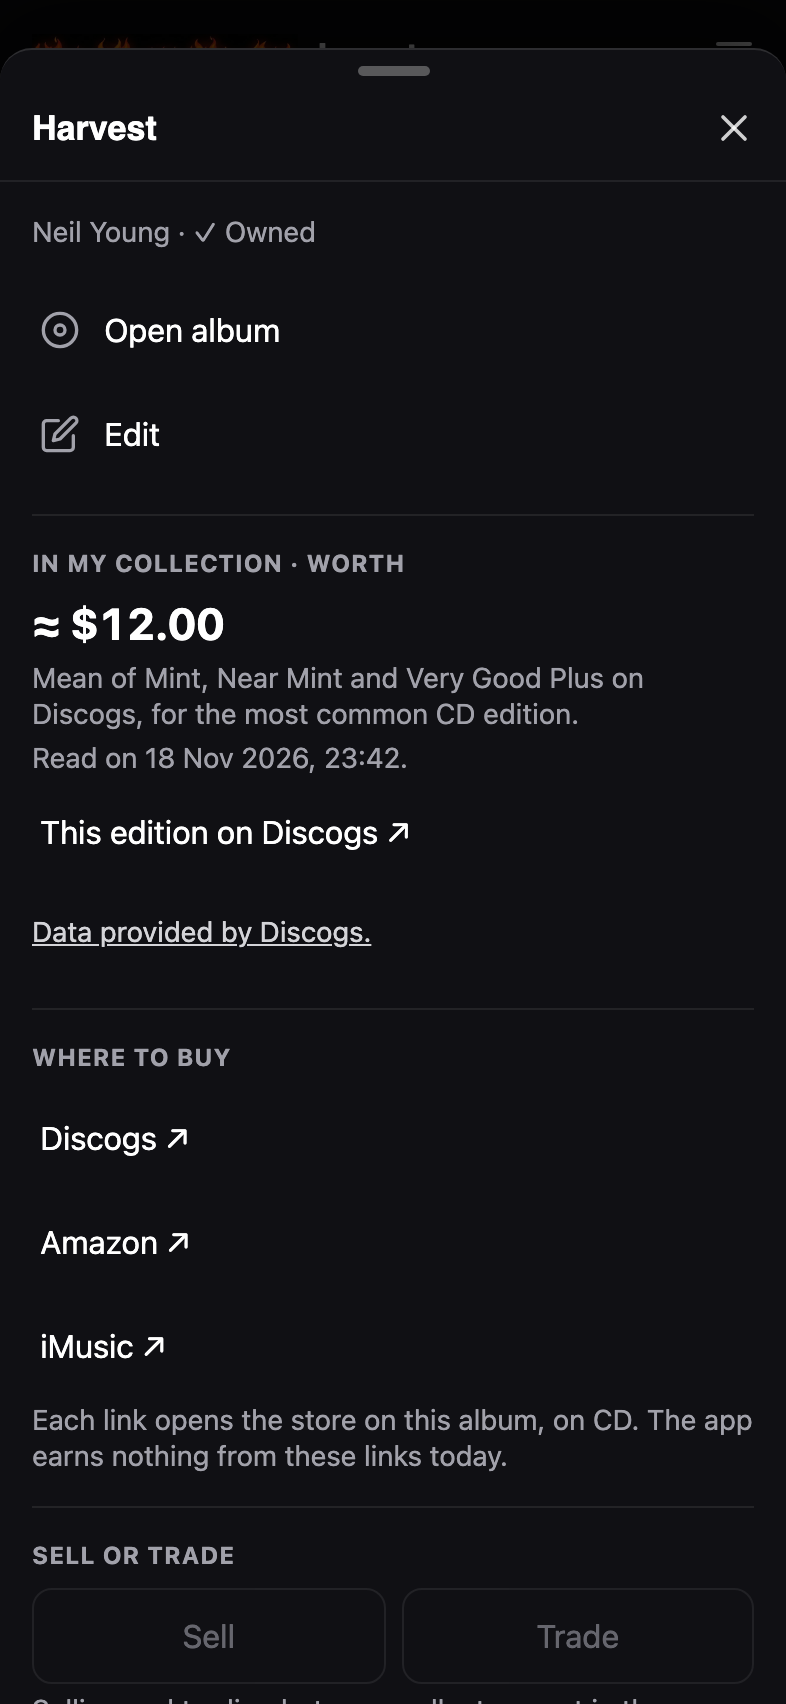 Harvest
Neil Young · ✓ Owned
Open album
Edit
IN MY COLLECTION · WORTH
≈ $12.00
Mean of Mint, Near Mint and Very Good Plus on
Discogs, for the most common CD edition.
Read on 18 Nov 2026, 23:42.
This edition on Discogs ↗
Data provided by Discogs.
WHERE TO BUY
Discogs ↗
Amazon ↗
iMusic ↗
Each link opens the store on this album, on CD. The app
earns nothing from these links today.
SELL OR TRADE
Sell
Trade